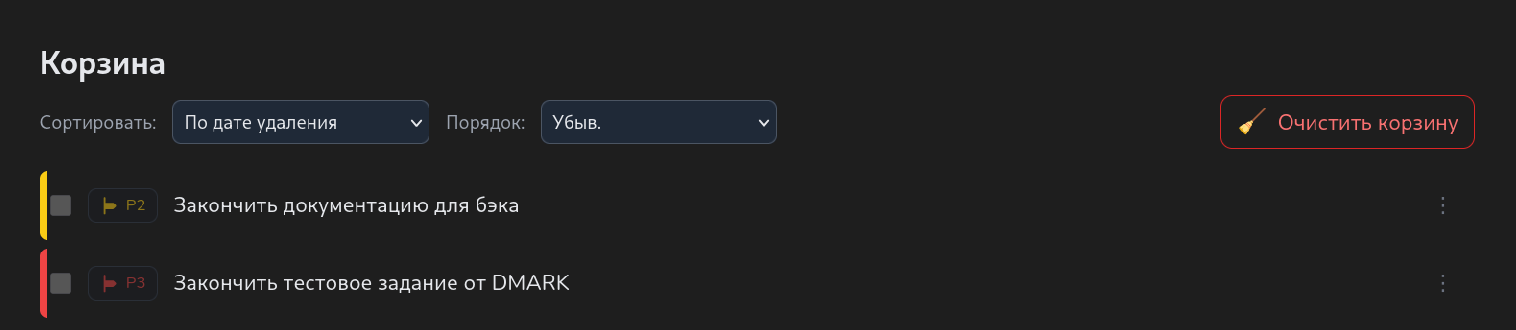 Корзина
Сортировать: По дате удаления Порядок: Убыв. Очистить корзину
P2 Закончить документацию для бэка
P3 Закончить тестовое задание от DMARK